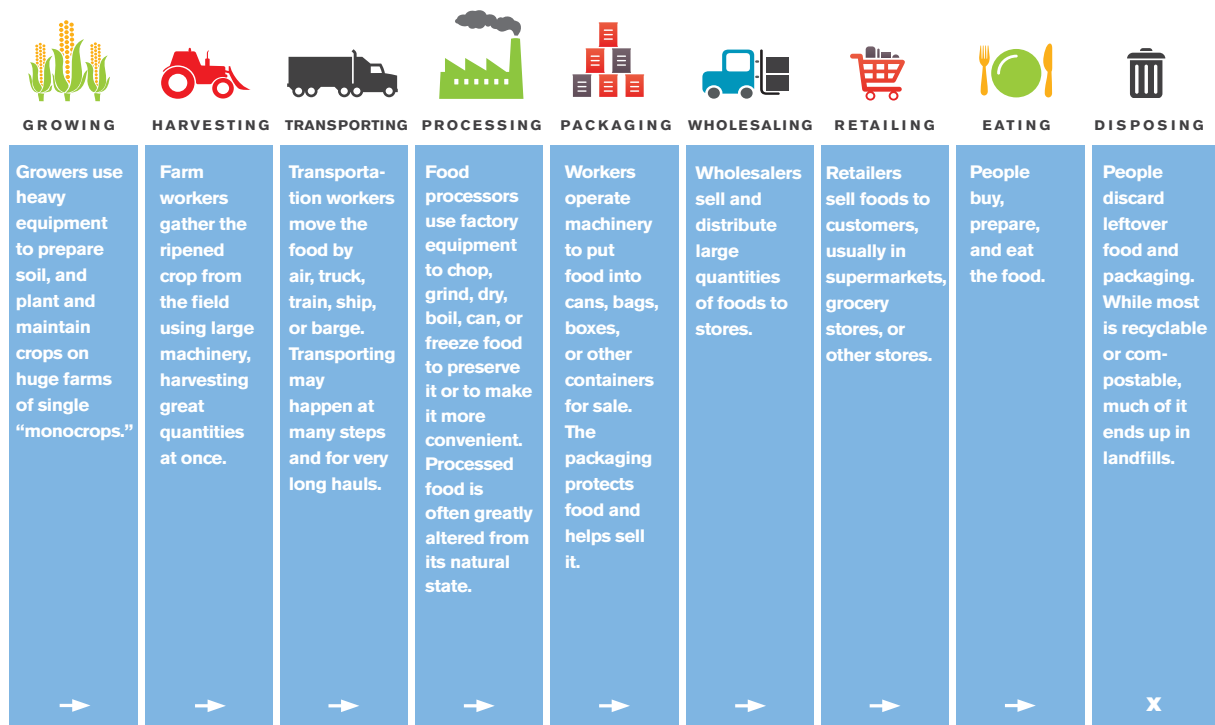 GROWING
Growers use
heavy
equipment
to prepare
soil, and
plant and
maintain
crops on
huge farms
of single
“monocrops.”
HARVESTING
Farm
workers
gather the
ripened
crop from
the field
using large
machinery,
harvesting
great
quantities
at once.
TRANSPORTING
Transporta-
tion workers
move the
food by
air, truck,
train, ship,
or barge.
Transporting
may
happen at
many steps
and for very
long hauls.
PROCESSING
Food
processors
use factory
equipment
to chop,
grind, dry,
boil, can, or
freeze food
to preserve
it or to make
it more
convenient.
Processed
food is
often greatly
altered from
its natural
state.
PACKAGING
Workers
operate
machinery
to put
food into
cans, bags,
boxes,
or other
containers
for sale.
The
packaging
protects
food and
helps sell
it.
WHOLESALING
Wholesalers
sell and
distribute
large
quantities
of foods to
stores.
RETAILING
Retailers
sell foods to
customers,
usually in
supermarkets,
grocery
stores, or
other stores.
EATING
People
buy,
prepare,
and eat
the food.
DISPOSING
People
discard
leftover
food and
packaging.
While most
is recyclable
or com-
postable,
much of it
ends up in
landfills.
X